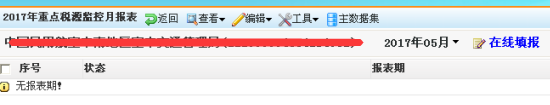 2017年重点税源监控月报表 返回 查看 编辑 工具 主数据集
2017年05月 在线填报
序号 状态 报表期
无报表期!